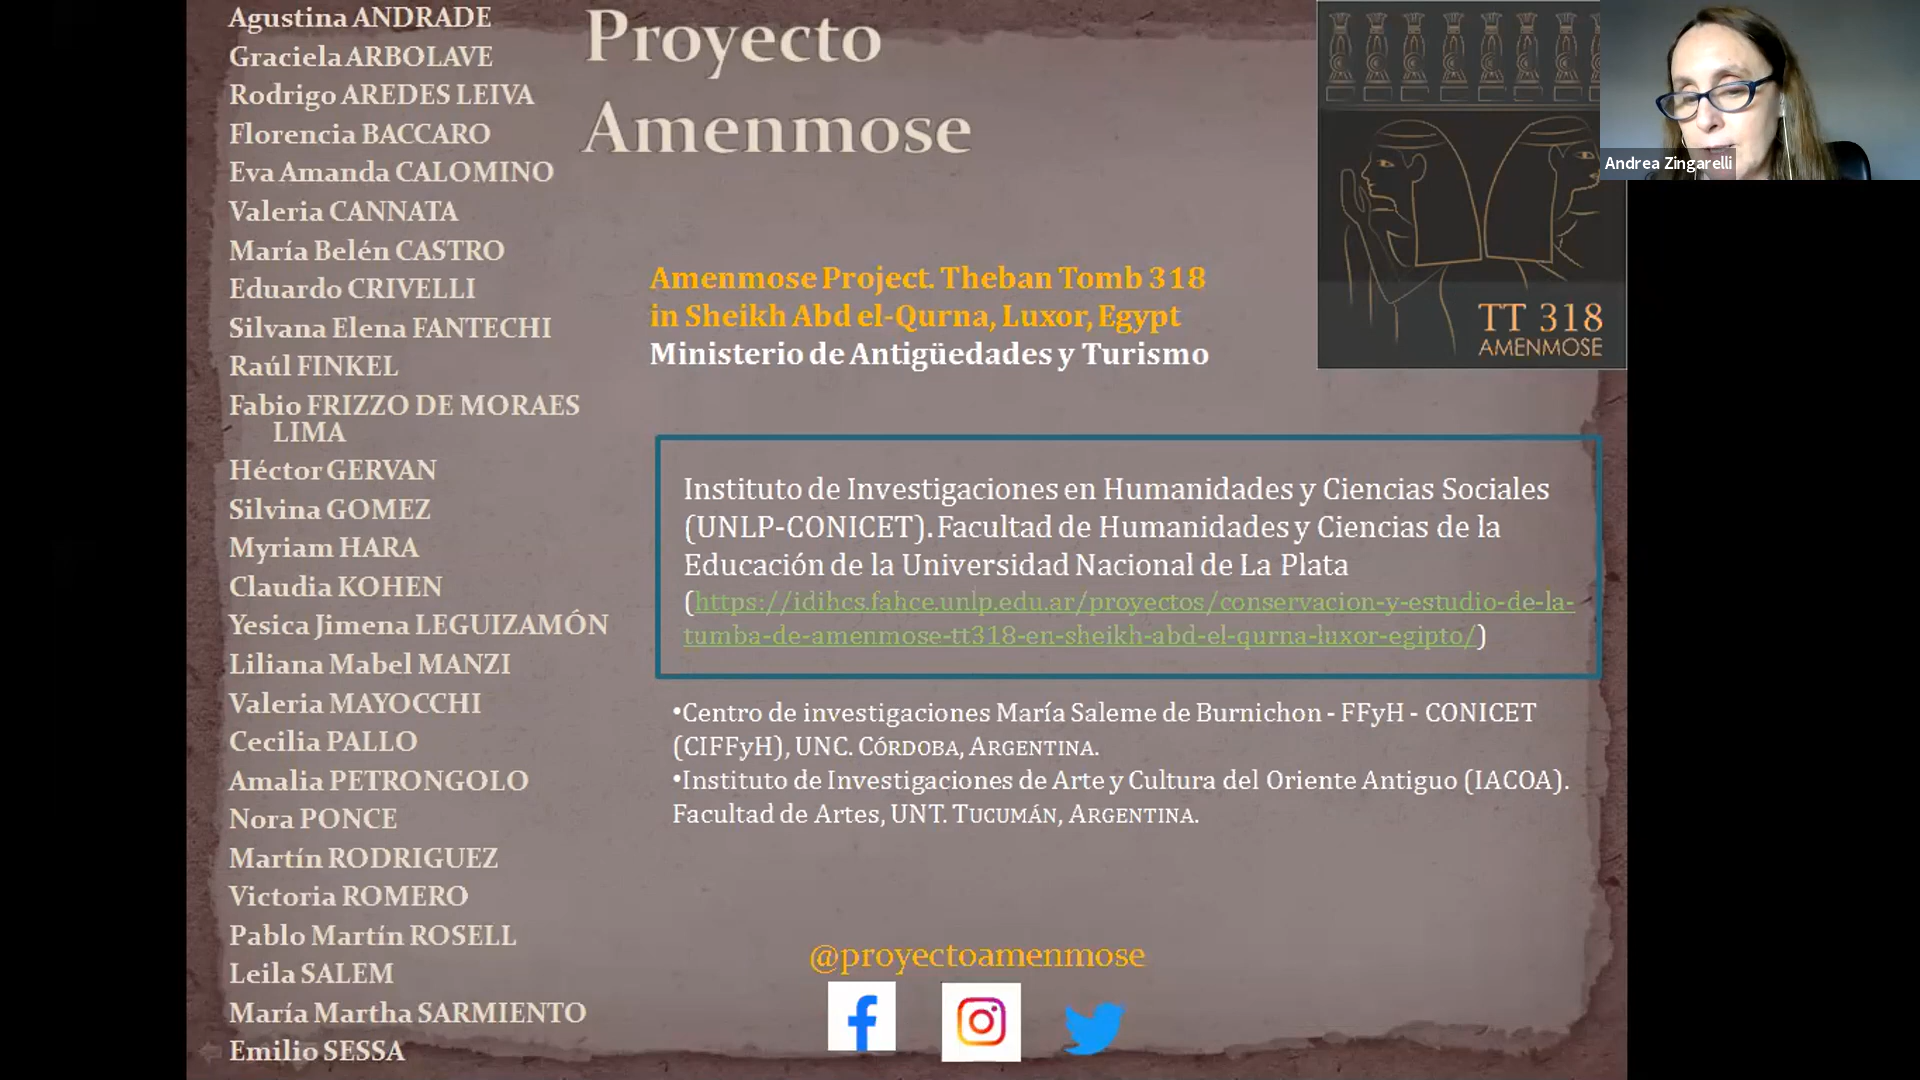 Agustina ANDRADE
Graciela ARBOLAVE
Rodrigo AREDES LEIVA
Florencia BACCARO
Eva Amanda CALOMINO
Valeria CANNATA
María Belén CASTRO
Eduardo CRIVELLI
Silvana Elena FANTECHI
Raúl FINKEL
Fabio FRIZZO DE MORAES
LIMA
Héctor GERVAN
Silvina GOMEZ
Myriam HARA
Claudia KOHEN
Yesica Jimena LEGUIZAMÓN
Liliana Mabel MANZI
Valeria MAYOCCHI
Cecilia PALLO
Amalia PETRONGOLO
Nora PONCE
Martín RODRIGUEZ
Victoria ROMERO
Pablo Martín ROSELL
Leila SALEM
María Martha SARMIENTO
Emilio SESSA
Proyecto
Amenmose
Amenmose Project. Theban Tomb 318
in Sheikh Abd el-Qurna, Luxor, Egypt
Ministerio de Antigüedades y Turismo
TT 318
AMENMOSE
Andrea Zingarelli
Instituto de Investigaciones en Humanidades y Ciencias Sociales
(UNLP-CONICET). Facultad de Humanidades y Ciencias de la
Educación de la Universidad Nacional de La Plata
(https://idihcs.fahce.unlp.edu.ar/proyectos/conservacion-y-estudio-de-la-
tumba-de-amenmose-tt318-en-sheikh-abd-el-qurna-luxor-egipto/)
•Centro de investigaciones María Saleme de Burnichon - FFyH - CONICET
(CIFFyH), UNC. CÓRDOBA, ARGENTINA.
•Instituto de Investigaciones de Arte y Cultura del Oriente Antiguo (IACOA).
Facultad de Artes, UNT. TUCUMÁN, ARGENTINA.
@proyectoamenmose